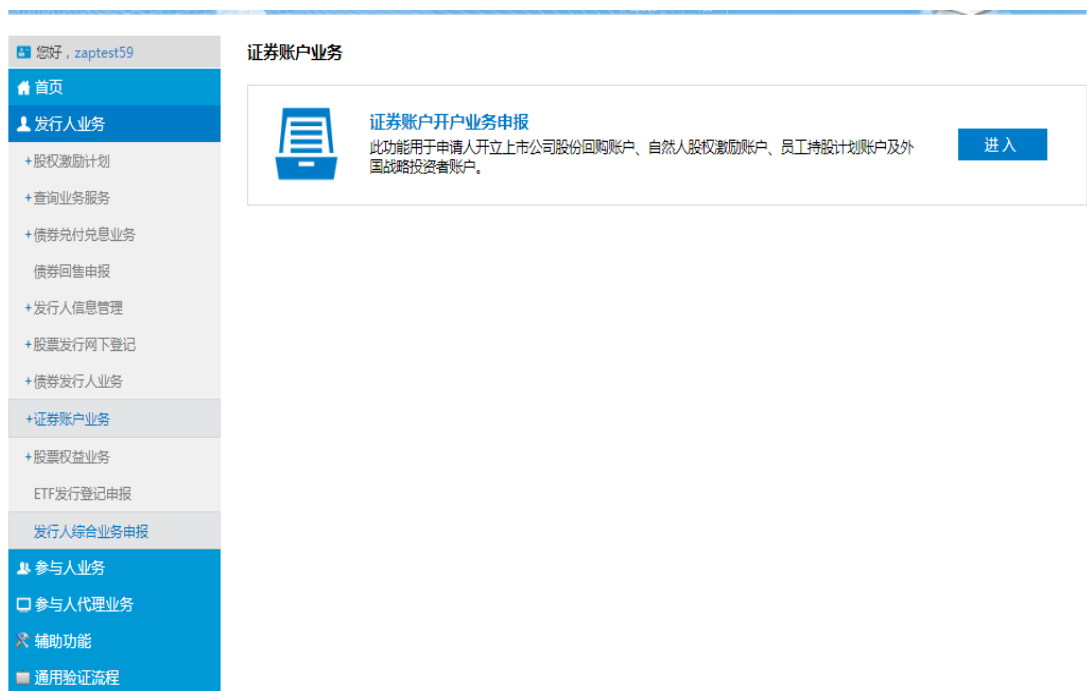 您好，zaptest59
首页
发行人业务
+股权激励计划
+查询业务服务
+债券兑付兑息业务
债券回售申报
+发行人信息管理
+股票发行网下登记
+债券发行人业务
+证券账户业务
+股票权益业务
ETF发行登记申报
发行人综合业务申报
参与人业务
参与人代理业务
辅助功能
通用验证流程
证券账户业务
证券账户开户业务申报
此功能用于申请人开立上市公司股份回购账户、自然人股权激励账户、员工持股计划账户及外
国战略投资者账户。
进入